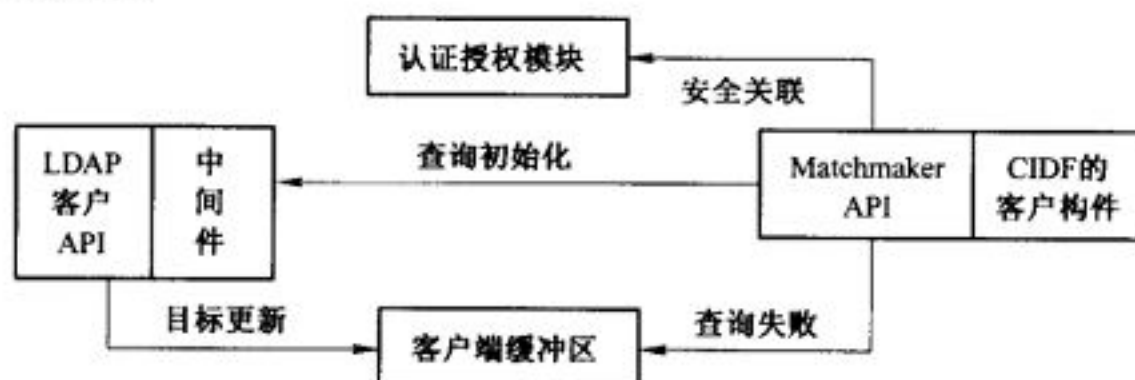 认证授权模块
安全关联
LDAP
客户
API
中
间
件
查询初始化
Matchmaker
API
CIDF的
客户构件
目标更新
客户端缓冲区
查询失败